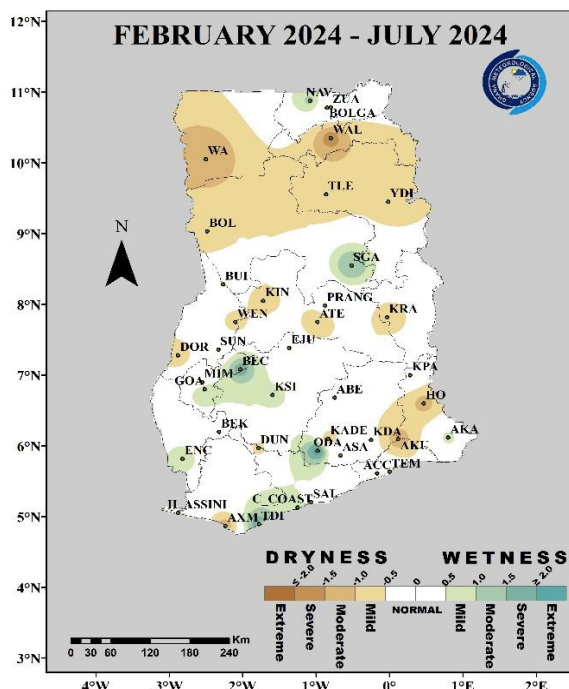 FEBRUARY 2024 - JULY 2024
12°N
11°N
10°N
9°N
8°N
7°N
6°N
5°N
4°N
3°N
NAV
ZUA
BOLGA
WAL
WA
TLE
YDI
BOL
N
SGA
BUI
KIN
PRANG
WEN
ATE
KRA
DOR
SUN
EJU
BEC
MIM
GOA
KPA
KSI
ABE
HO
BEK
KADE
KDA
AKA
DUN
ODA
AKU
ENC
ASA
ACC
TEM
C_COAST
SAL
AXM
TDI
DRYNESS WETNESS
≤ -2.0 -1.5 -1.0 -0.5 0 0.5 1.0 1.5 ≥ 2.0
NORMAL
Extreme Severe Moderate Mild Mild Moderate Severe Extreme
Km
0 30 60 120 180 240
4°W 3°W 2°W 1°W 0° 1°E 2°E